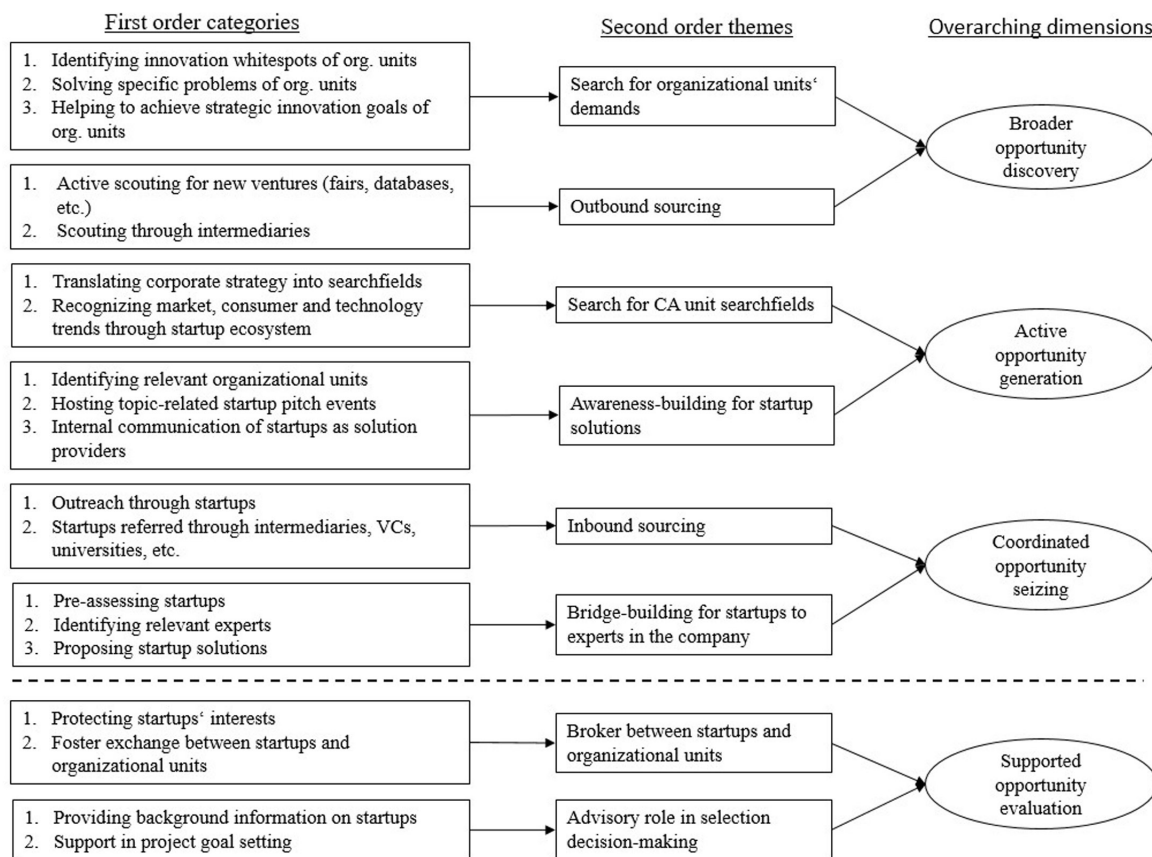 First order categories
Second order themes
Overarching dimensions
1. Identifying innovation whitespots of org. units
2. Solving specific problems of org. units
3. Helping to achieve strategic innovation goals of
org. units
Search for organizational units‘
demands
Broader
opportunity
discovery
1. Active scouting for new ventures (fairs, databases,
etc.)
2. Scouting through intermediaries
Outbound sourcing
1. Translating corporate strategy into searchfields
2. Recognizing market, consumer and technology
trends through startup ecosystem
Search for CA unit searchfields
Active
opportunity
generation
1. Identifying relevant organizational units
2. Hosting topic-related startup pitch events
3. Internal communication of startups as solution
providers
Awareness-building for startup
solutions
1. Outreach through startups
2. Startups referred through intermediaries, VCs,
universities, etc.
Inbound sourcing
Coordinated
opportunity
seizing
1. Pre-assessing startups
2. Identifying relevant experts
3. Proposing startup solutions
Bridge-building for startups to
experts in the company
1. Protecting startups‘ interests
2. Foster exchange between startups and
organizational units
Broker between startups and
organizational units
Supported
opportunity
evaluation
1. Providing background information on startups
2. Support in project goal setting
Advisory role in selection
decision-making